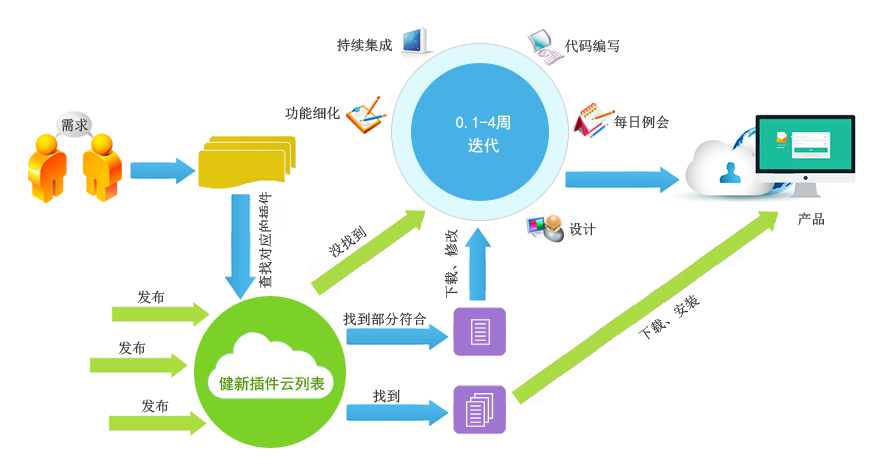 持续集成
代码编写
功能细化
0.1-4周
迭代
每日例会
需求
查找对应的插件
没找到
下载、修改
设计
产品
发布
发布
发布
找到部分符合
下载、安装
健新插件云列表
找到